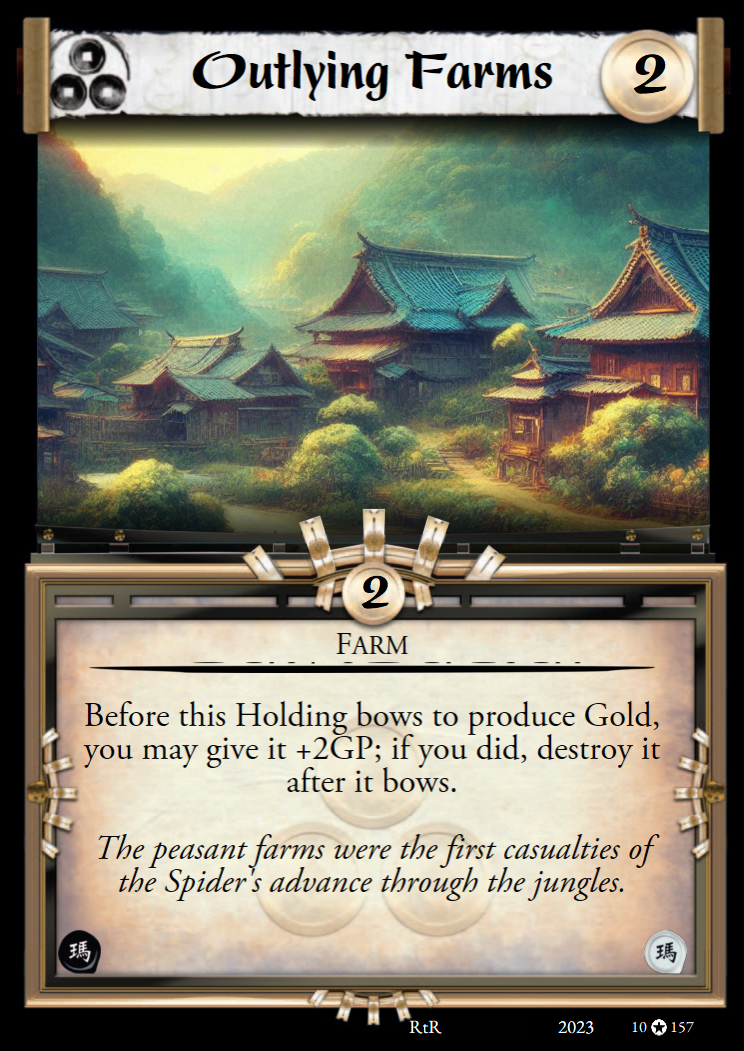 Outlying Farms
2
2
FARM
Before this Holding bows to produce Gold,
you may give it +2GP; if you did, destroy it
after it bows.
The peasant farms were the first casualties of
the Spider's advance through the jungles.
瑪
瑪
RtR 2023 10 157